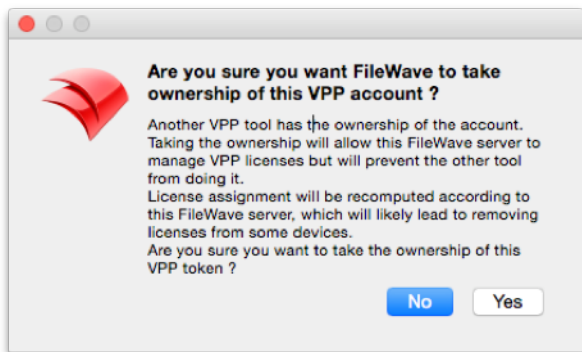 Are you sure you want FileWave to take
ownership of this VPP account ?
Another VPP tool has the ownership of the account.
Taking the ownership will allow this FileWave server to
manage VPP licenses but will prevent the other tool
from doing it.
License assignment will be recomputed according to
this FileWave server, which will likely lead to removing
licenses from some devices.
Are you sure you want to take the ownership of this
VPP token ?
No Yes